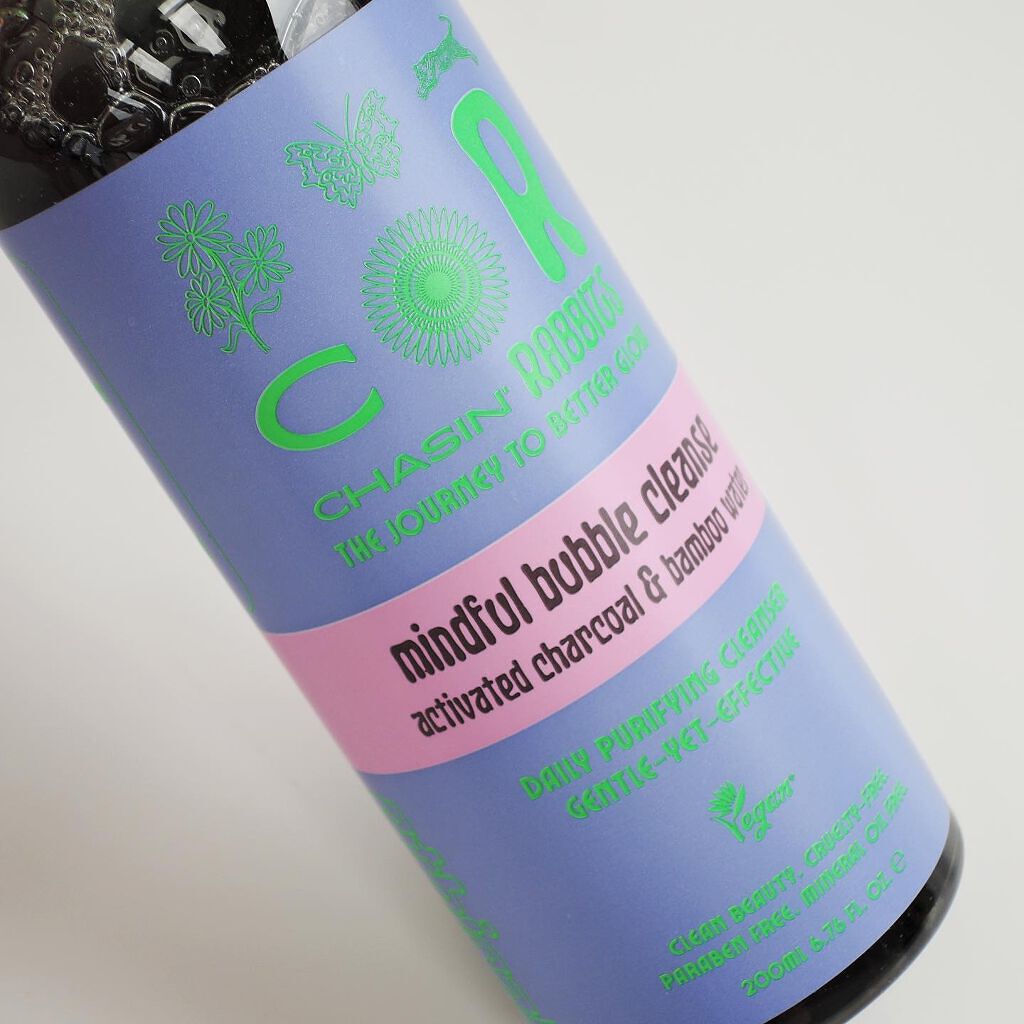 C R
CHASIN' RABBITS
THE JOURNEY TO BETTER GLOW
mindful bubble cleanse
activated charcoal & bamboo water
DAILY PURIFYING CLEANSER
GENTLE-YET-EFFECTIVE
Vegan
CLEAN BEAUTY, CRUELTY-FREE
PARABEN FREE, MINERAL OIL FREE
200ML 6.76 FL. OZ. ℮